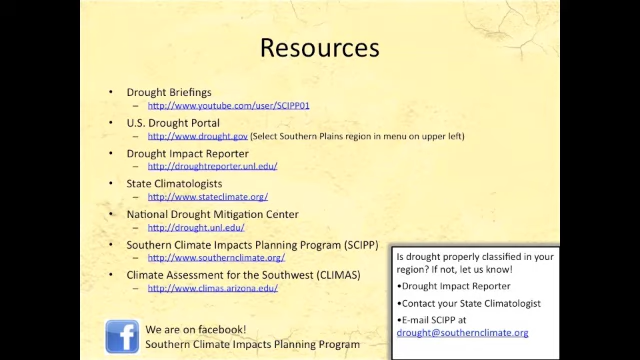 Resources
• Drought Briefings
– http://www.youtube.com/user/SCIPP01
• U.S. Drought Portal
– http://www.drought.gov (Select Southern Plains region in menu on upper left)
• Drought Impact Reporter
– http://droughtreporter.unl.edu/
• State Climatologists
– http://www.stateclimate.org/
• National Drought Mitigation Center
– http://drought.unl.edu/
• Southern Climate Impacts Planning Program (SCIPP)
– http://www.southernclimate.org/
• Climate Assessment for the Southwest (CLIMAS)
– http://www.climas.arizona.edu/
Is drought properly classified in your
region? If not, let us know!
•Drought Impact Reporter
•Contact your State Climatologist
•E-mail SCIPP at
drought@southernclimate.org
f
We are on facebook!
Southern Climate Impacts Planning Program